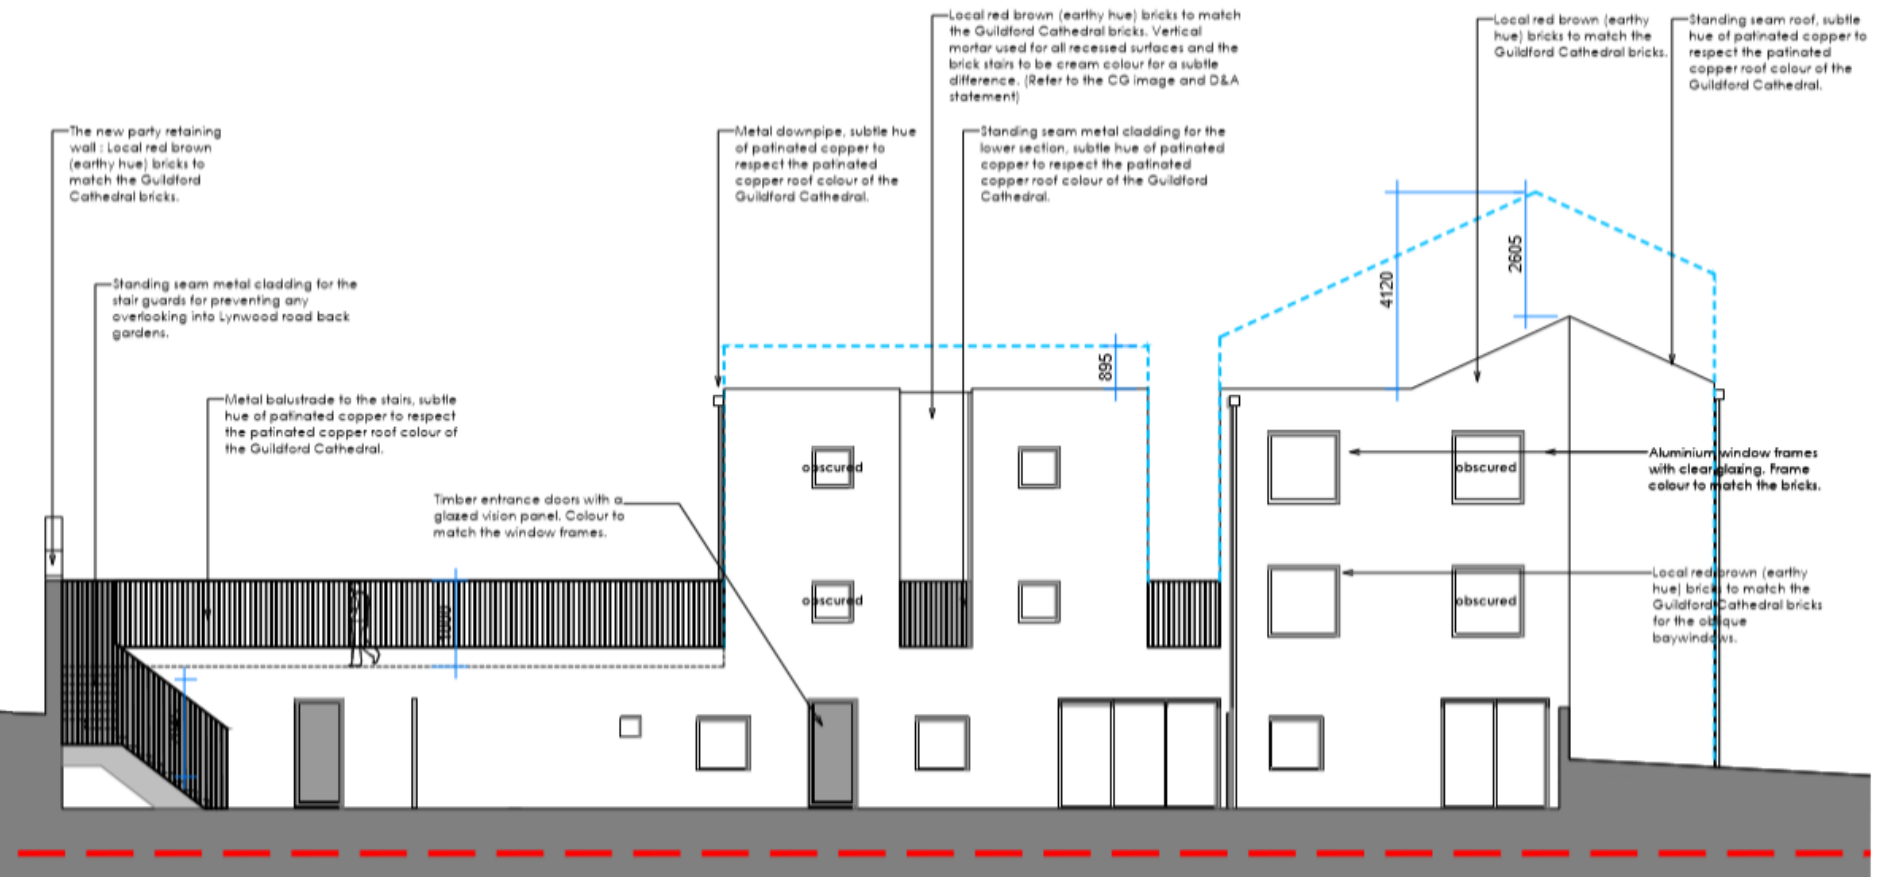 Local red brown (earthy hue) bricks to match
the Guildford Cathedral bricks. Vertical
mortar used for all recessed surfaces and the
brick stairs to be cream colour for a subtle
difference. (Refer to the CG image and D&A
statement)
Local red brown (earthy
hue) bricks to match the
Guildford Cathedral bricks.
Standing seam roof, subtle
hue of patinated copper to
respect the patinated
copper roof colour of the
Guildford Cathedral.
The new party retaining
wall : Local red brown
(earthy hue) bricks to
match the Guildford
Cathedral bricks.
Metal downpipe, subtle hue
of patinated copper to
respect the patinated
copper roof colour of the
Guildford Cathedral.
Standing seam metal cladding for the
lower section, subtle hue of patinated
copper to respect the patinated
copper roof colour of the Guildford
Cathedral.
Standing seam metal cladding for the
stair guards for preventing any
overlooking into Lynwood road back
gardens.
4120
2605
895
Metal balustrade to the stairs, subtle
hue of patinated copper to respect
the patinated copper roof colour of
the Guildford Cathedral.
Timber entrance doors with a
glazed vision panel. Colour to
match the window frames.
obscured
obscured
Aluminium window frames
with clear glazing. Frame
colour to match the bricks.
obscured
obscured
Local red brown (earthy
hue) bricks to match the
Guildford Cathedral bricks
for the oblique
baywindows.